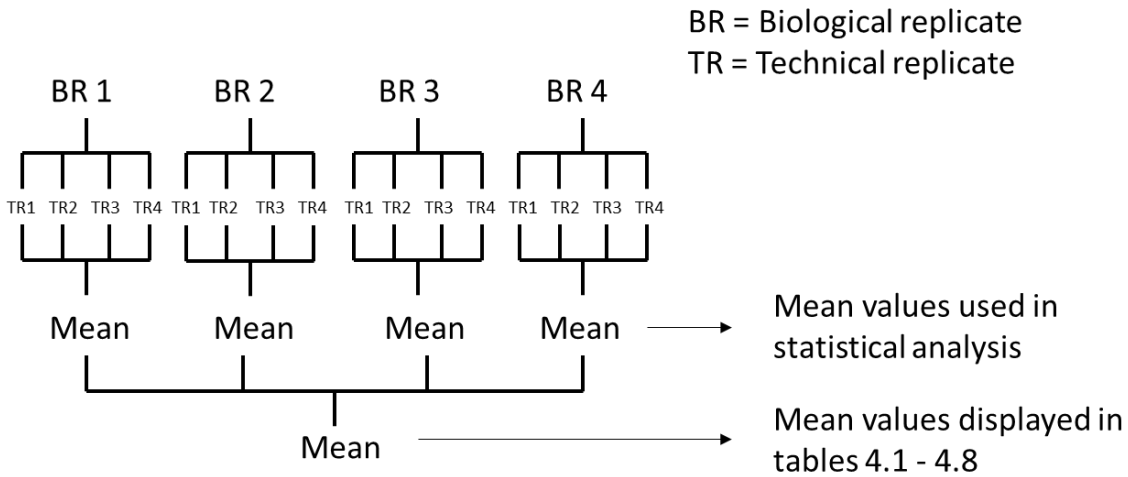 BR = Biological replicate
TR = Technical replicate
BR 1 BR 2 BR 3 BR 4
TR1 TR2 TR3 TR4 TR1 TR2 TR3 TR4 TR1 TR2 TR3 TR4 TR1 TR2 TR3 TR4
Mean Mean Mean Mean
Mean values used in
statistical analysis
Mean
Mean values displayed in
tables 4.1 - 4.8